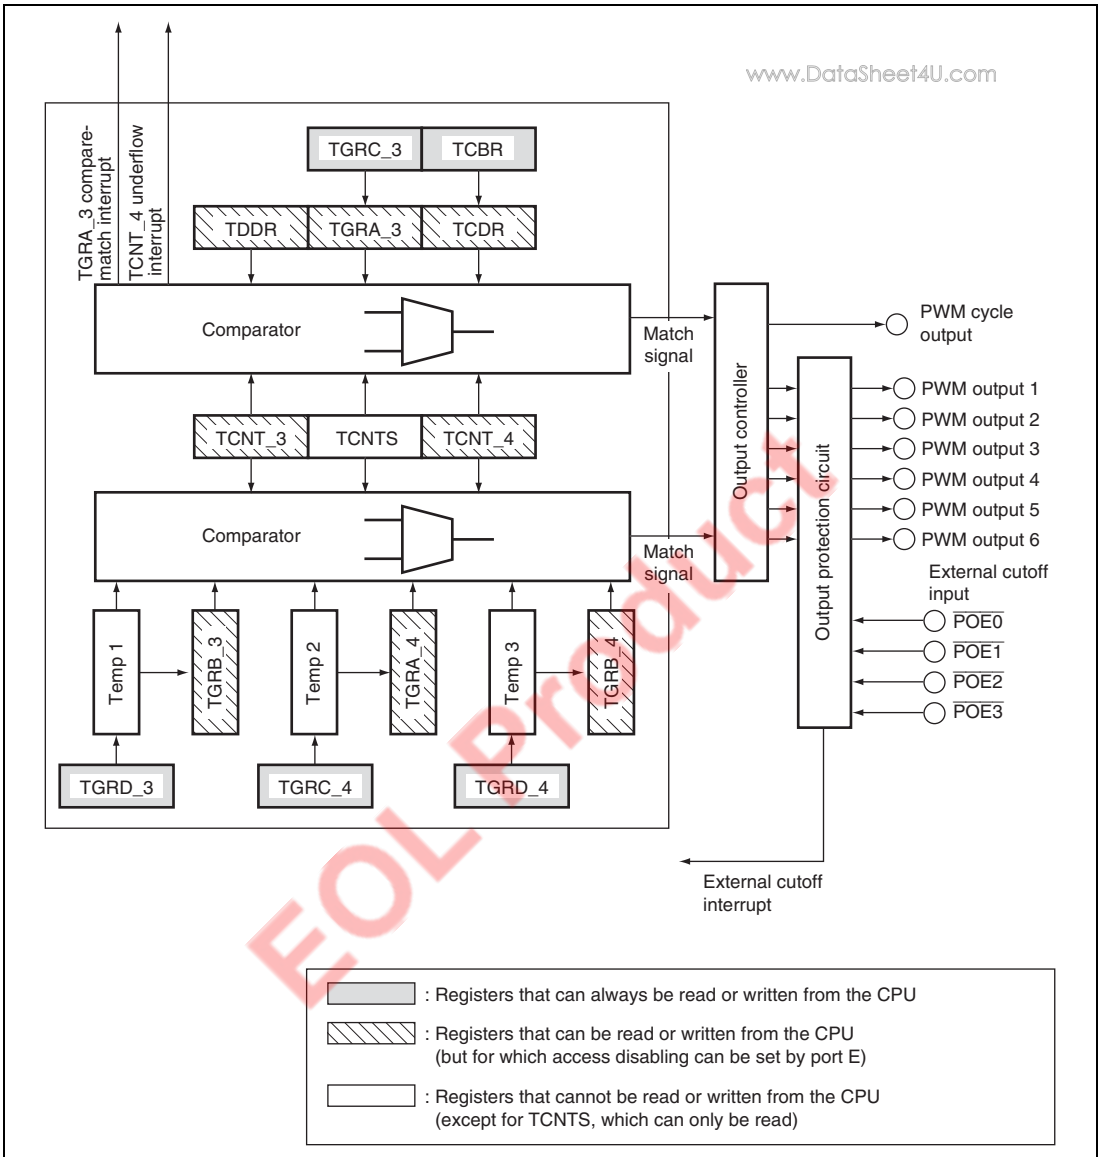 www.DataSheet4U.com
TGRA_3 compare-
match interrupt
TCNT_4 underflow
interrupt
TGRC_3
TCBR
TDDR
TGRA_3
TCDR
Comparator
Match
signal
TCNT_3
TCNTS
TCNT_4
Comparator
Match
signal
Output controller
Output protection circuit
PWM cycle
output
PWM output 1
PWM output 2
PWM output 3
PWM output 4
PWM output 5
PWM output 6
External cutoff
input
POE0
POE1
POE2
POE3
Temp 1
TGRB_3
Temp 2
TGRA_4
Temp 3
TGRB_4
TGRD_3
TGRC_4
TGRD_4
External cutoff
interrupt
EOL Product
: Registers that can always be read or written from the CPU
: Registers that can be read or written from the CPU
(but for which access disabling can be set by port E)
: Registers that cannot be read or written from the CPU
(except for TCNTS, which can only be read)